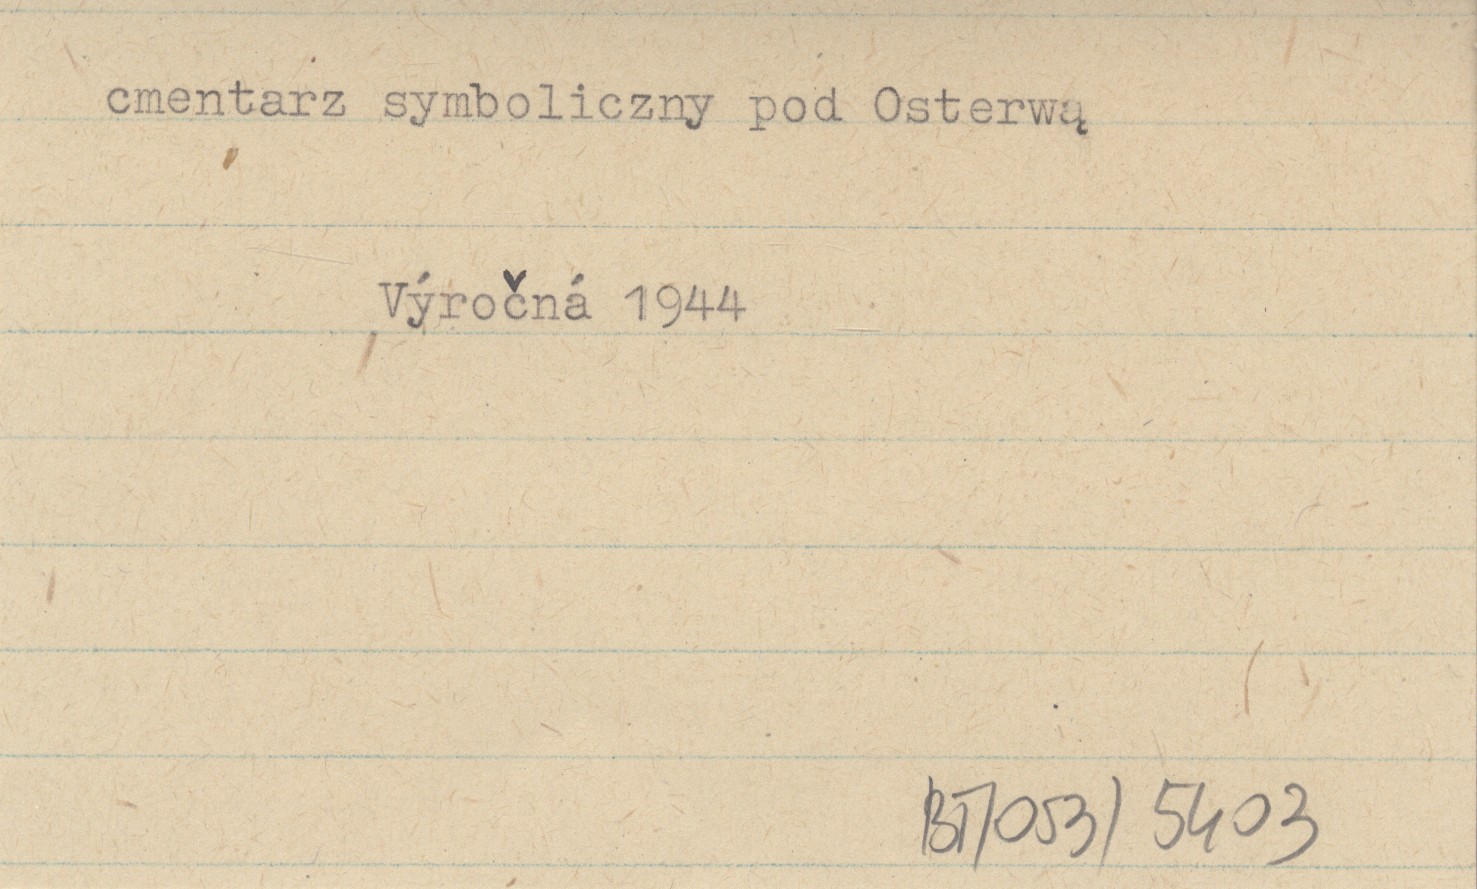 cmentarz symboliczny pod Osterwą
Výročná 1944
BT/053/5403